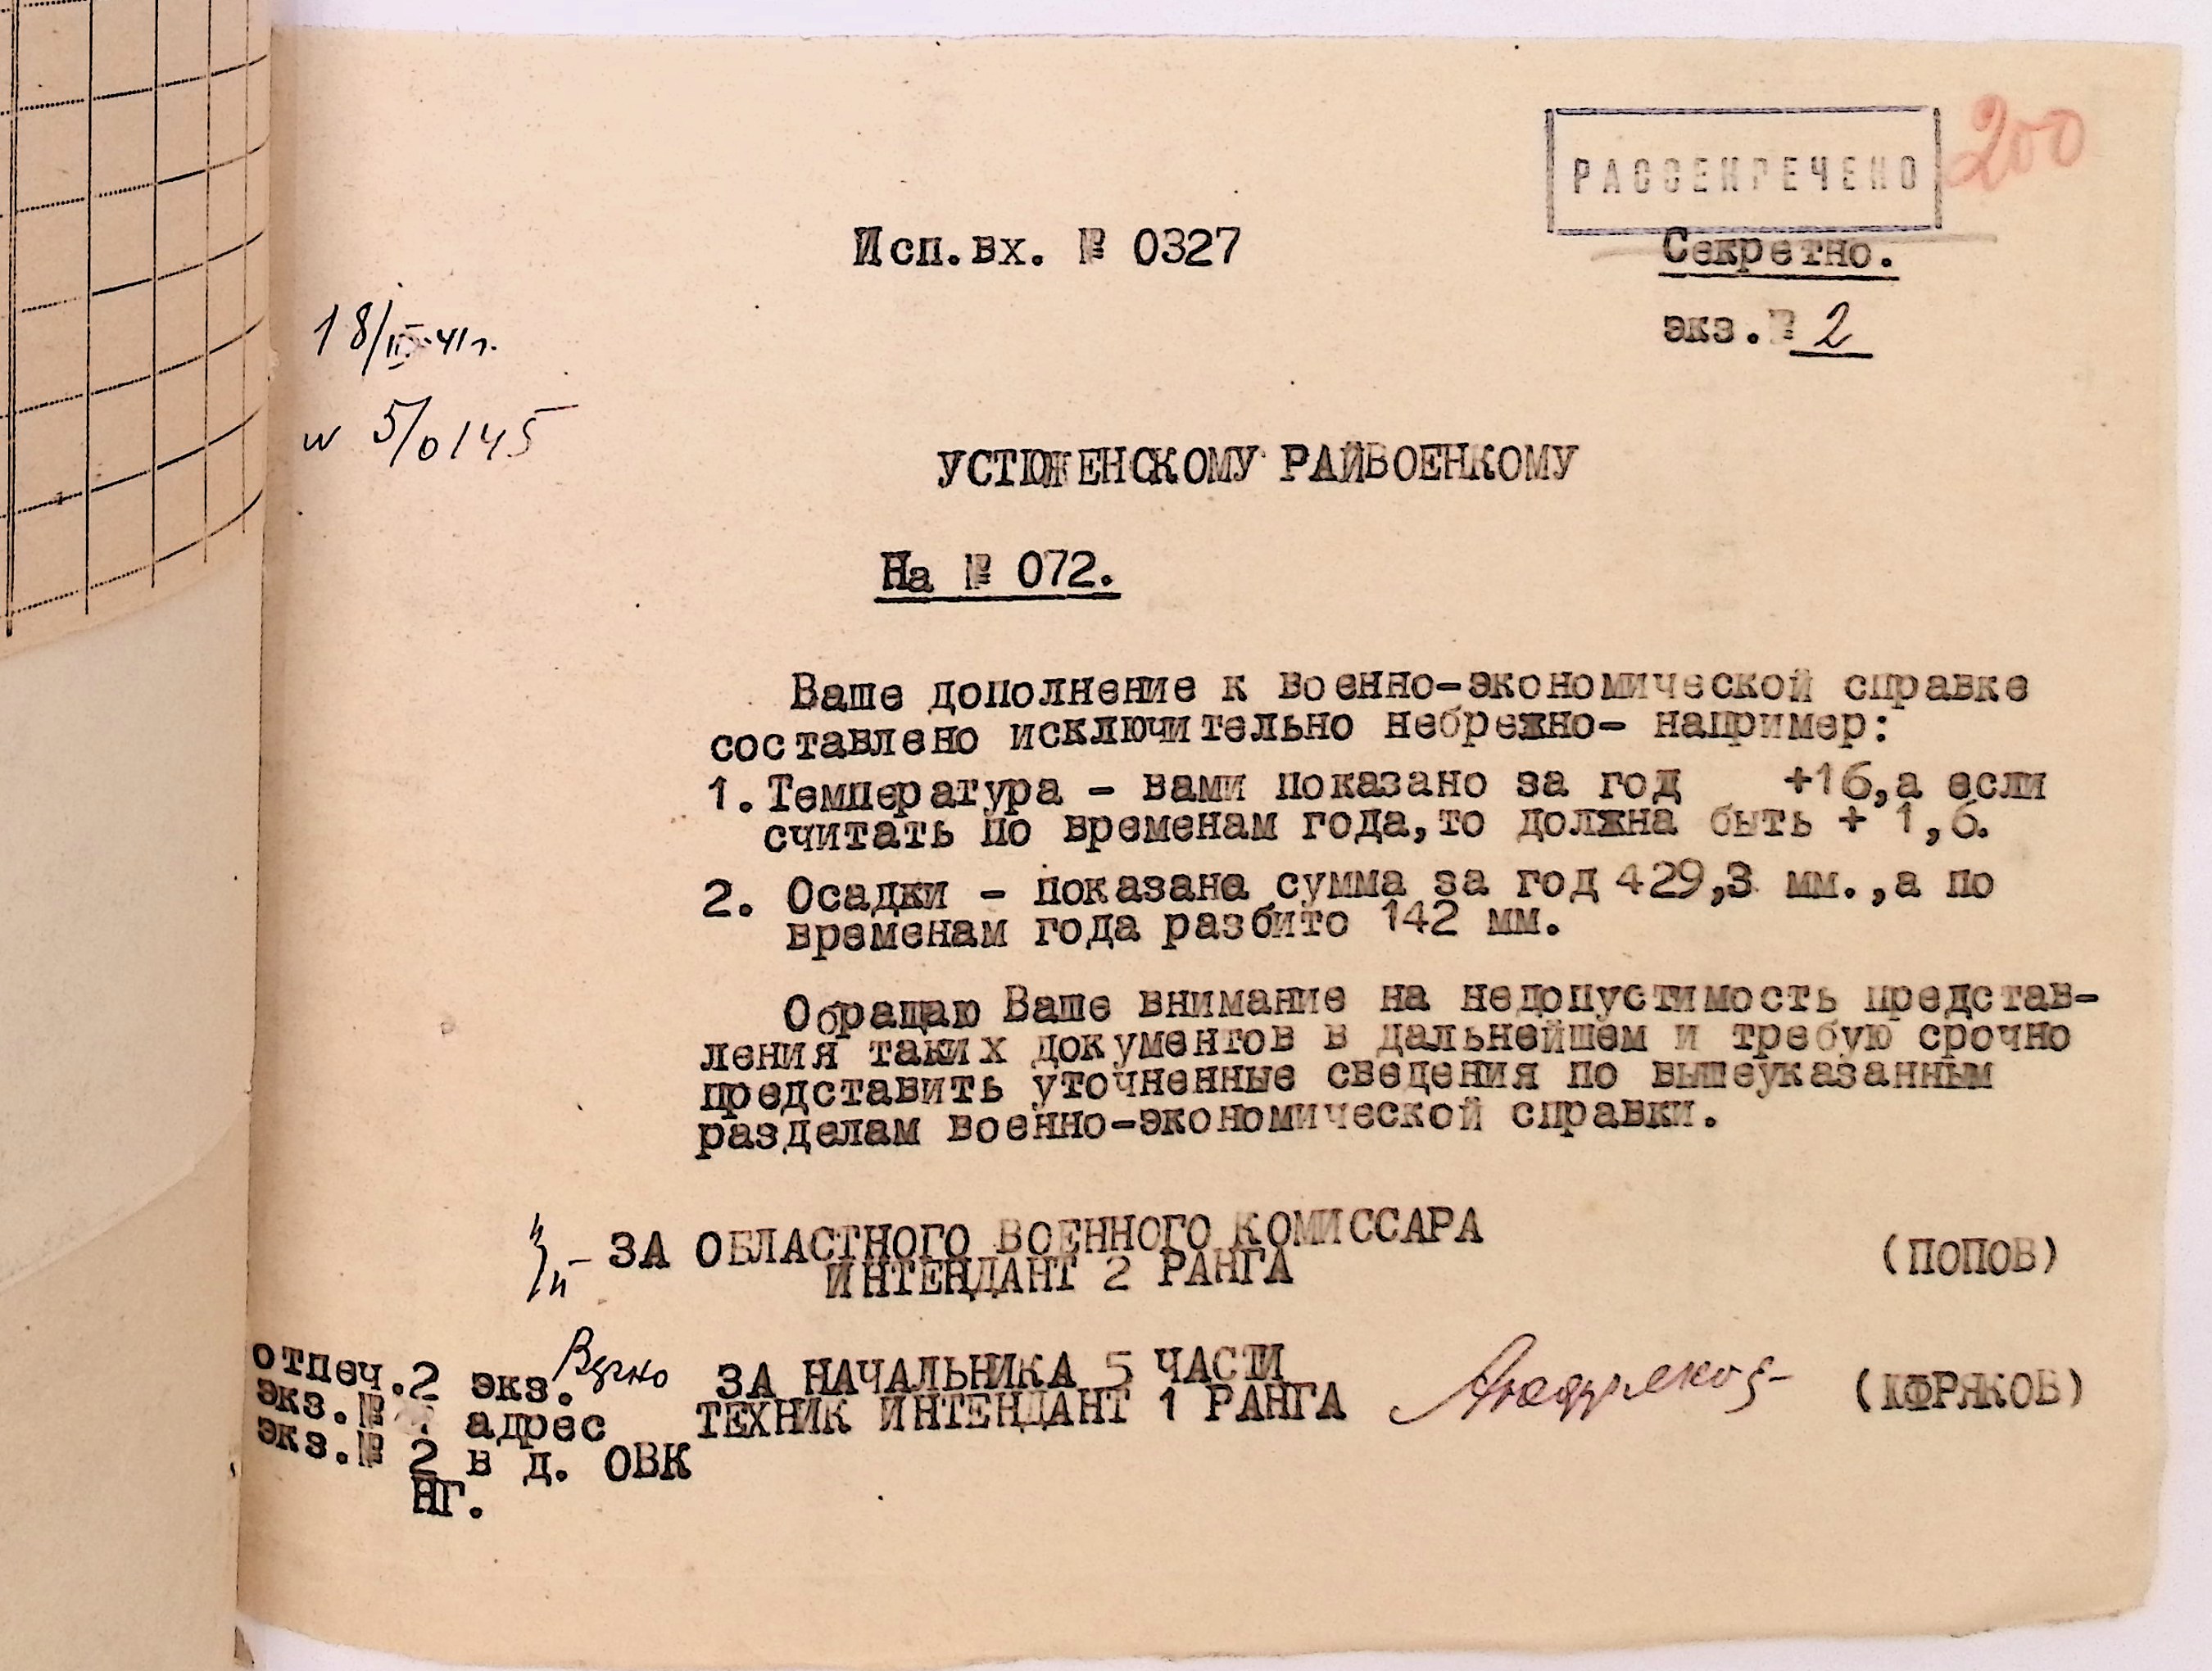 РАССЕКРЕЧЕНО
200
Исп.вх. № 0327
Секретно.
экз.№ 2
18/III-41г.
№ 5/0145
УСТЮЖЕНСКОМУ РАЙВОЕНКОМУ
На № 072.
Ваше дополнение к военно-экономической справке
составлено исключительно небрежно- например:
1. Температура - вами показано за год +16,а если
считать по временам года,то должна быть + 1,6.
2. Осадки - показана сумма за год 429,3 мм.,а по
временам года разбито 142 мм.
Обращаю Ваше внимание на недопустимость представ-
ления таких документов в дальнейшем и требую срочно
представить уточненные сведения по вышеуказанным
разделам военно-экономической справки.
ЗА ОБЛАСТНОГО ВОЕННОГО КОМИССАРА
ИНТЕНДАНТ 2 РАНГА (ПОПОВ)
Верно
ЗА НАЧАЛЬНИКА 5 ЧАСТИ
ТЕХНИК ИНТЕНДАНТ 1 РАНГА
отпеч.2 экз.
экз.№ адрес
экз.№ 2 в д. ОВК
НГ.